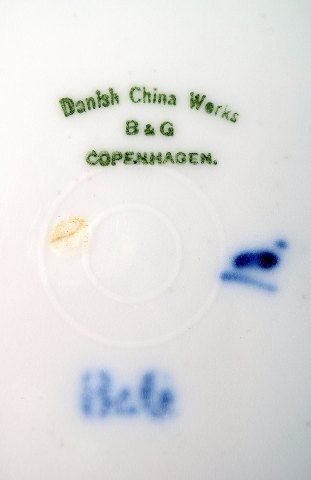 Danish China Works
B & G
COPENHAGEN.
B&G